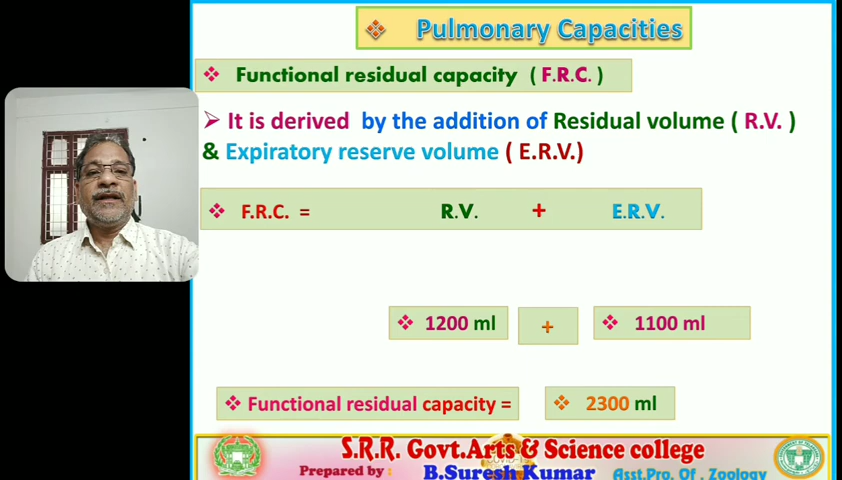 Pulmonary Capacities
Functional residual capacity ( F.R.C. )
It is derived by the addition of Residual volume ( R.V. )
& Expiratory reserve volume ( E.R.V.)
F.R.C. = R.V. + E.R.V.
1200 ml + 1100 ml
Functional residual capacity = 2300 ml
S.R.R. Govt.Arts & Science college
Prepared by : B.Suresh Kumar Asst.Pro. Of . Zoology